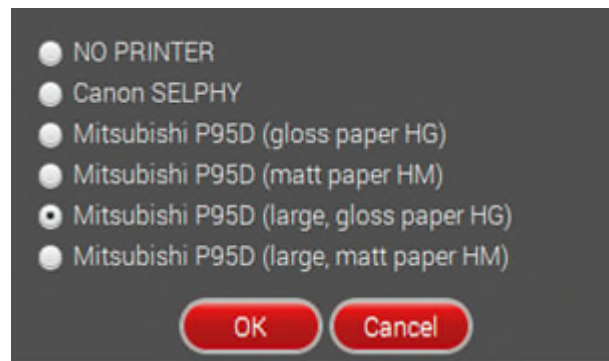 NO PRINTER
Canon SELPHY
Mitsubishi P95D (gloss paper HG)
Mitsubishi P95D (matt paper HM)
Mitsubishi P95D (large, gloss paper HG)
Mitsubishi P95D (large, matt paper HM)
OK Cancel